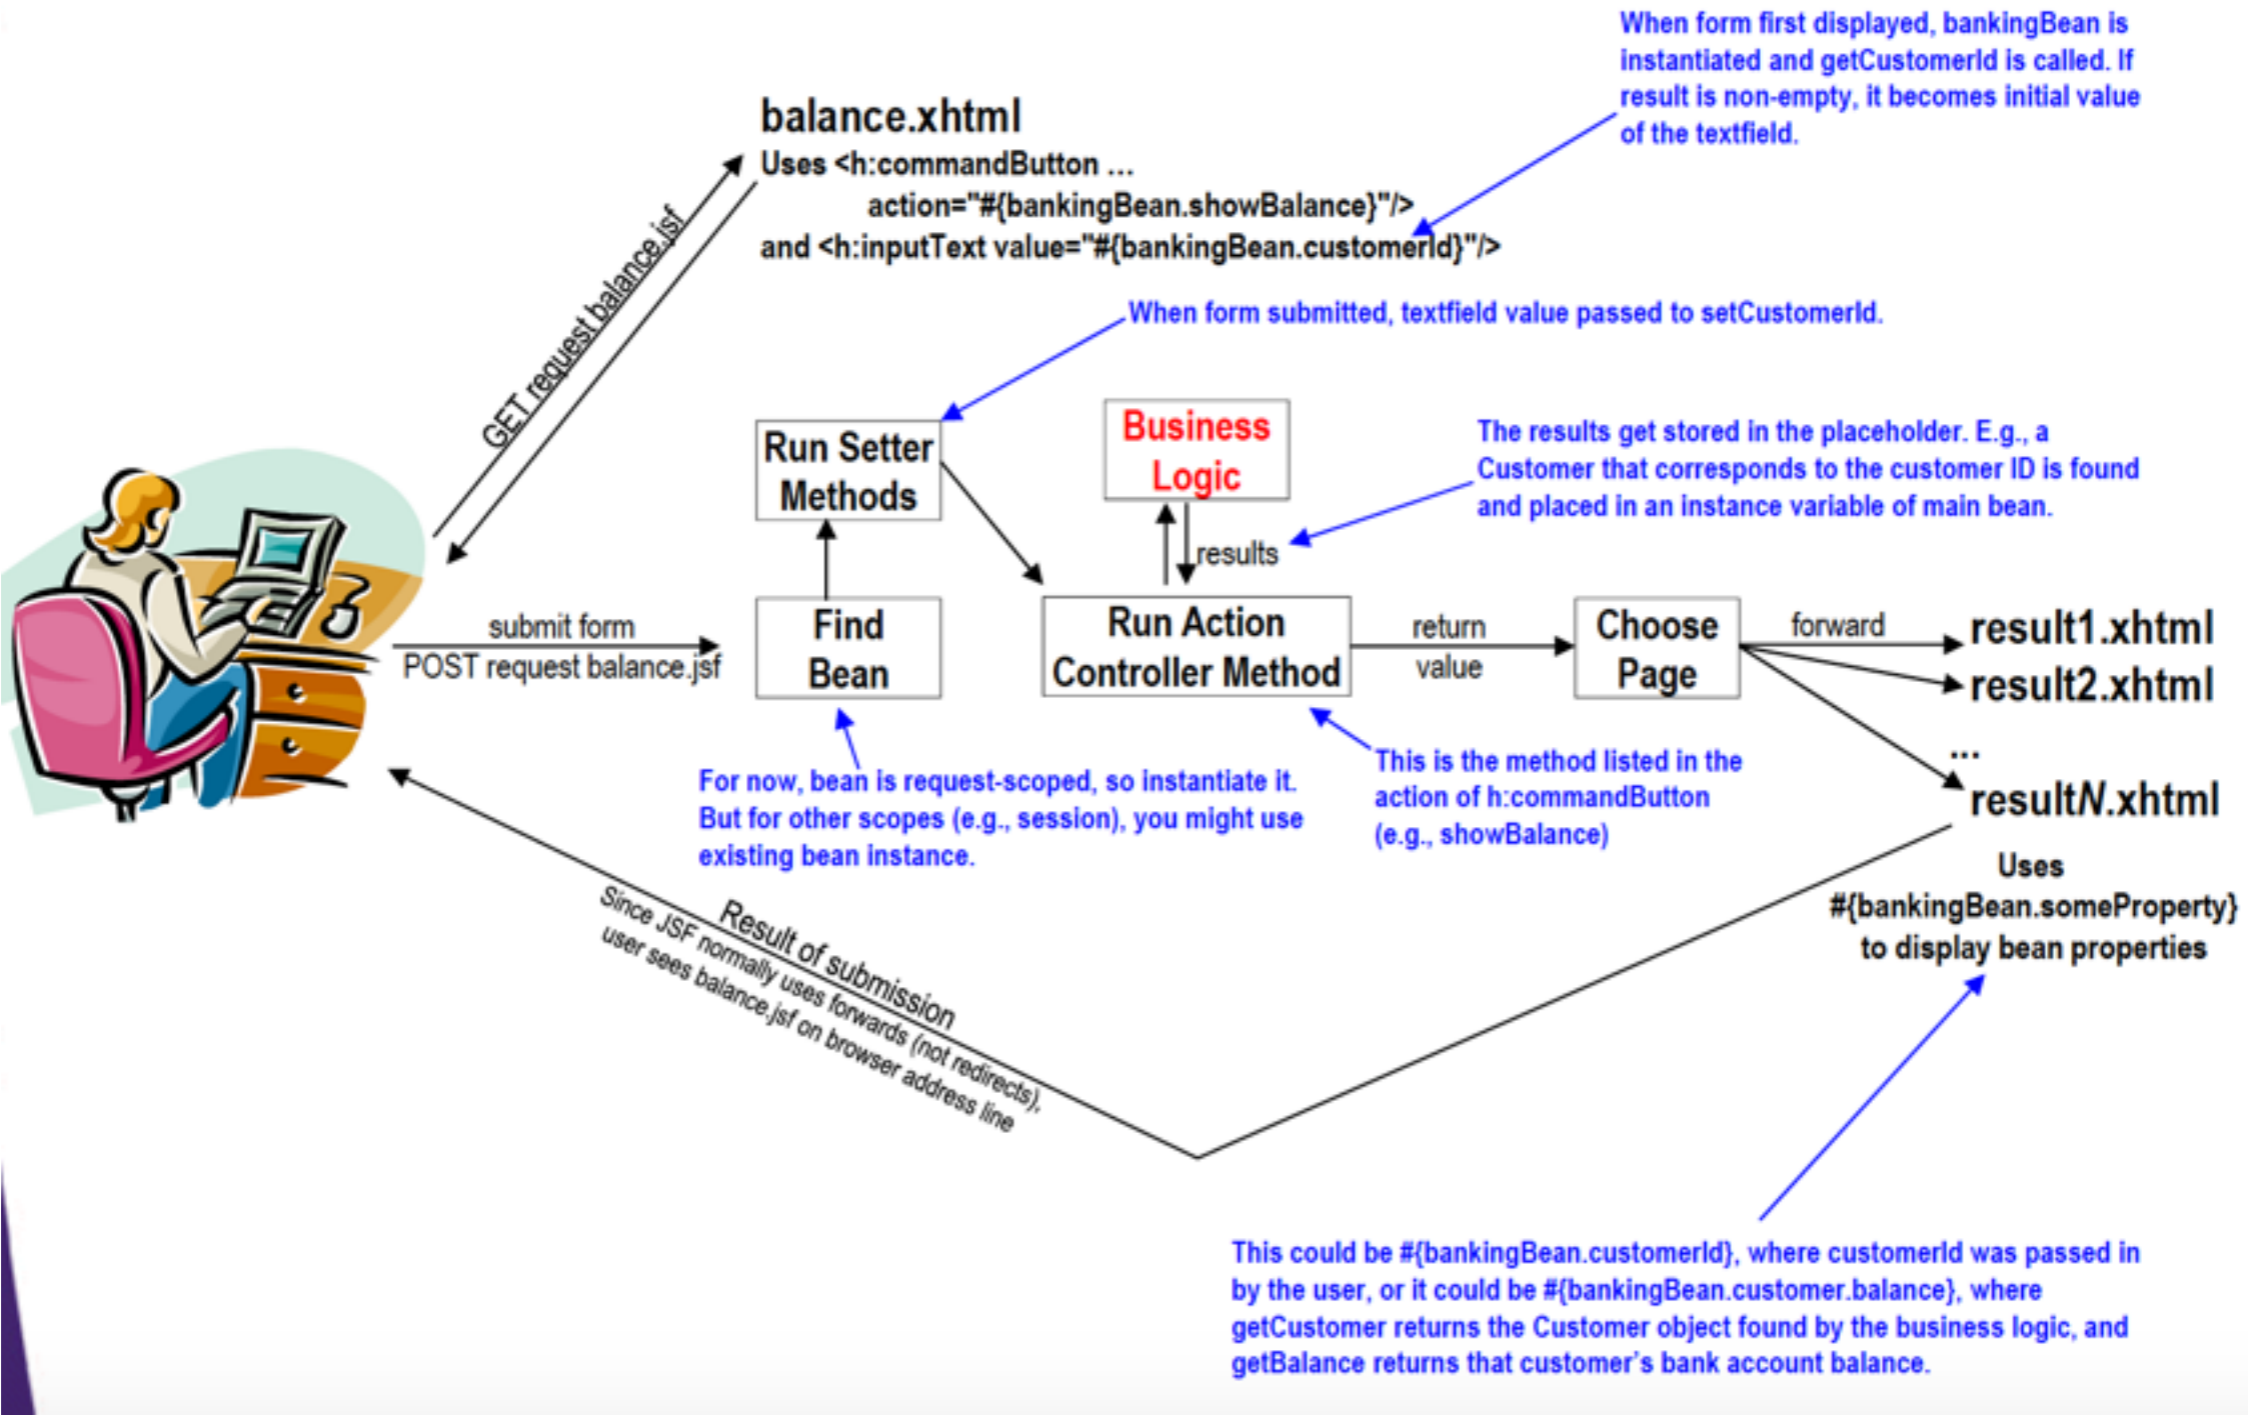 When form first displayed, bankingBean is
instantiated and getCustomerId is called. If
result is non-empty, it becomes initial value
of the textfield.
balance.xhtml
Uses <h:commandButton ...
action="#{bankingBean.showBalance}"/>
and <h:inputText value="#{bankingBean.customerId}"/>
GET request balance.jsf
When form submitted, textfield value passed to setCustomerId.
Run Setter
Methods
Business
Logic
results
The results get stored in the placeholder. E.g., a
Customer that corresponds to the customer ID is found
and placed in an instance variable of main bean.
submit form
POST request balance.jsf
Find
Bean
Run Action
Controller Method
return
value
Choose
Page
forward
result1.xhtml
result2.xhtml
...
resultN.xhtml
For now, bean is request-scoped, so instantiate it.
But for other scopes (e.g., session), you might use
existing bean instance.
This is the method listed in the
action of h:commandButton
(e.g., showBalance)
Uses
#{bankingBean.someProperty}
to display bean properties
Result of submission
Since JSF normally uses forwards (not redirects),
user sees balance.jsf on browser address line
This could be #{bankingBean.customerId}, where customerId was passed in
by the user, or it could be #{bankingBean.customer.balance}, where
getCustomer returns the Customer object found by the business logic, and
getBalance returns that customer's bank account balance.